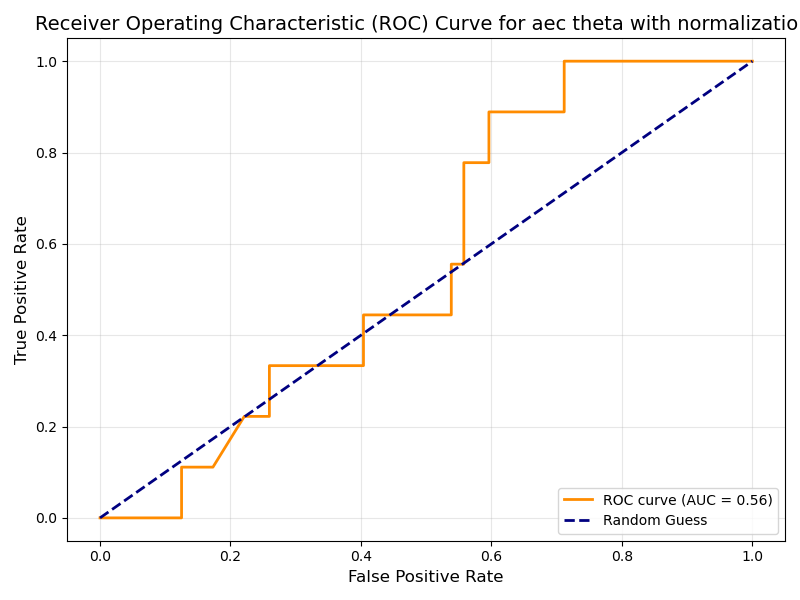 Receiver Operating Characteristic (ROC) Curve for aec theta with normalizatio
True Positive Rate
1.0
0.8
0.6
0.4
0.2
0.0
ROC curve (AUC = 0.56)
Random Guess
0.0 0.2 0.4 0.6 0.8 1.0
False Positive Rate